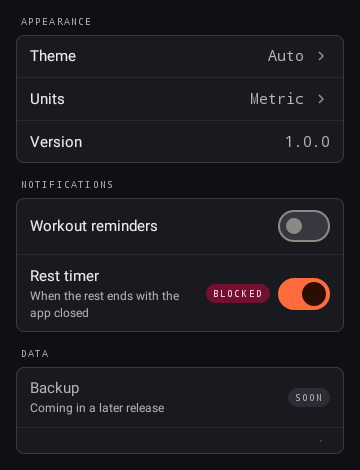 APPEARANCE
Theme
Auto
Units
Metric
Version
1.0.0
NOTIFICATIONS
Workout reminders
Rest timer
When the rest ends with the
app closed
BLOCKED
DATA
Backup
Coming in a later release
SOON